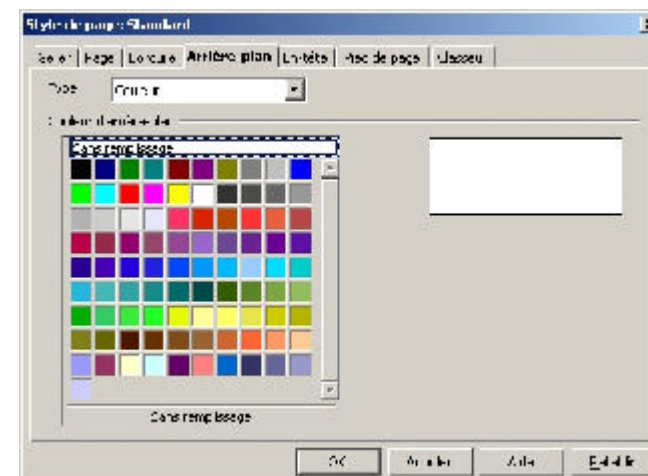 Style de page: Standard
Gérer Page Bordure Arrière-plan En-tête Pied de page Classeur
Type Couleur
Couleur d'arrière-plan
Sans remplissage
Sans remplissage
OK Annuler Aide Rétablir